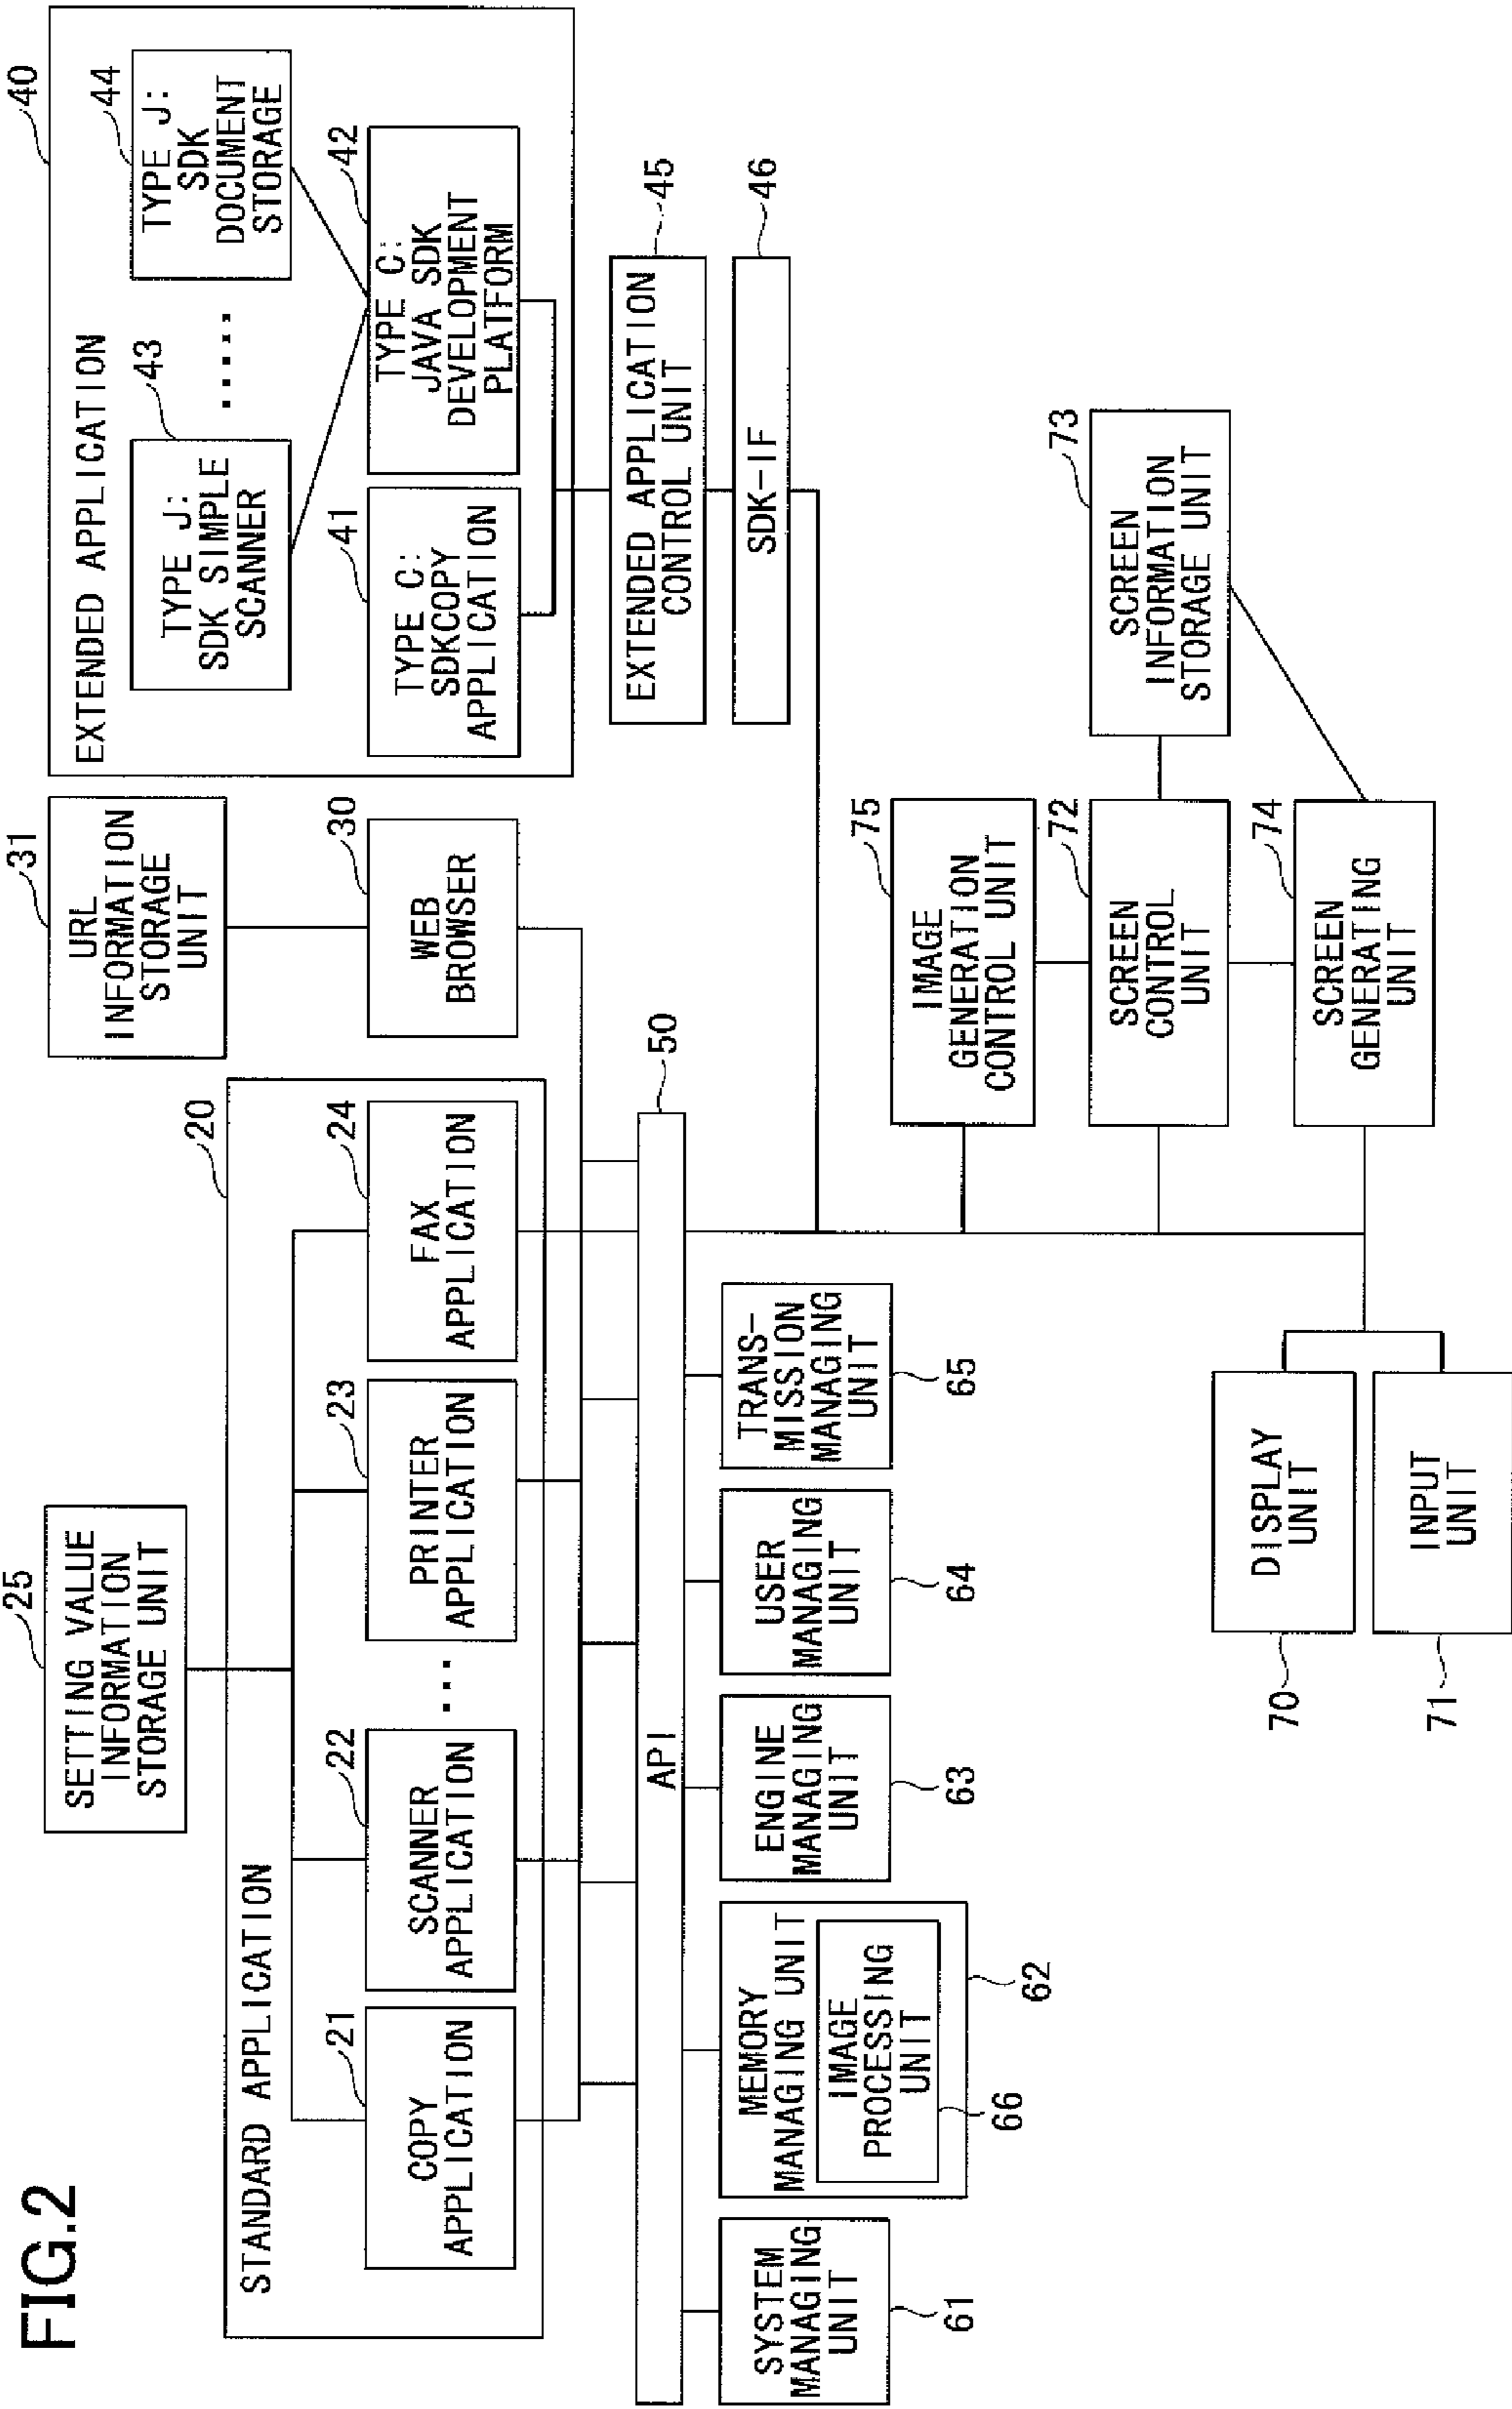 FIG.2
25
SETTING VALUE
INFORMATION
STORAGE UNIT
20
STANDARD APPLICATION
21
COPY
APPLICATION
22
SCANNER
APPLICATION
...
23
PRINTER
APPLICATION
24
FAX
APPLICATION
31
URL
INFORMATION
STORAGE
UNIT
30
WEB
BROWSER
40
EXTENDED APPLICATION
43
TYPE J:
SDK SIMPLE
SCANNER
.....
44
TYPE J:
SDK
DOCUMENT
STORAGE
41
TYPE C:
SDKCOPY
APPLICATION
42
TYPE C:
JAVA SDK
DEVELOPMENT
PLATFORM
45
EXTENDED APPLICATION
CONTROL UNIT
46
SDK-IF
50
API
SYSTEM
MANAGING
UNIT
61
MEMORY
MANAGING UNIT
IMAGE
PROCESSING
UNIT
66
62
ENGINE
MANAGING
UNIT
63
USER
MANAGING
UNIT
64
TRANS-
MISSION
MANAGING
UNIT
65
75
IMAGE
GENERATION
CONTROL UNIT
72
SCREEN
CONTROL
UNIT
73
SCREEN
INFORMATION
STORAGE UNIT
74
SCREEN
GENERATING
UNIT
70
DISPLAY
UNIT
71
INPUT
UNIT